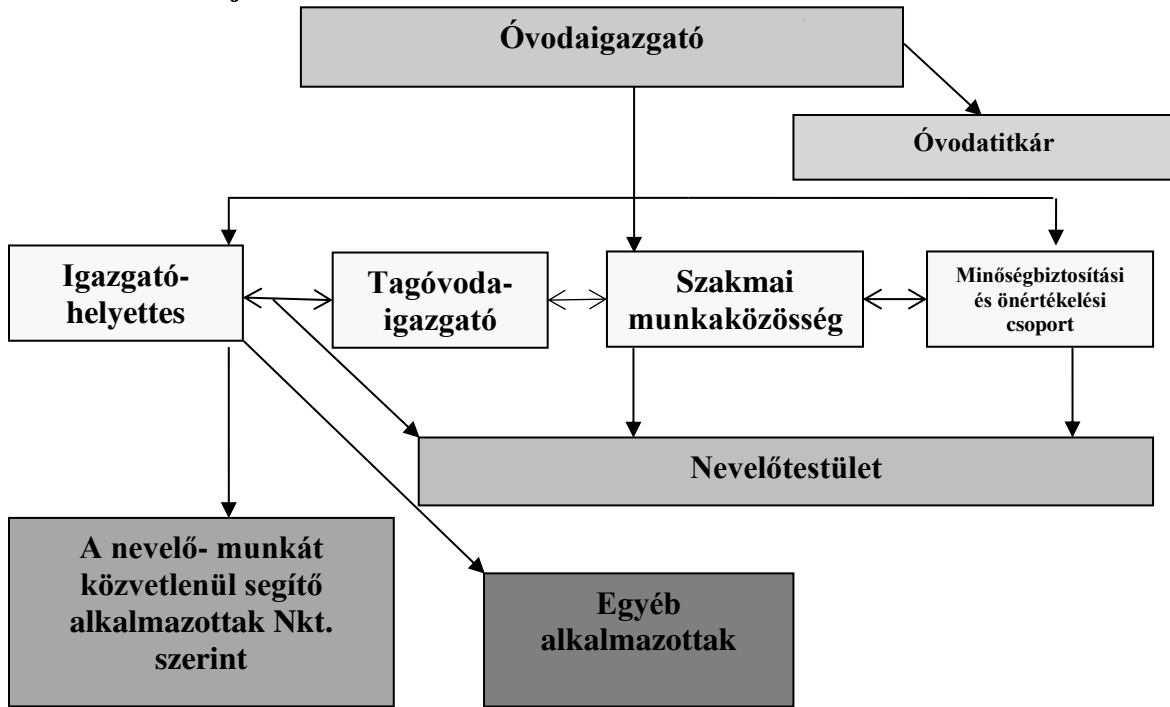 Óvodaigazgató
Óvodatitkár
Igazgató-
helyettes
Tagóvoda-
igazgató
Szakmai
munkaközösség
Minőségbiztosítási
és önértékelési
csoport
Nevelőtestület
A nevelő- munkát
közvetlenül segítő
alkalmazottak Nkt.
szerint
Egyéb
alkalmazottak